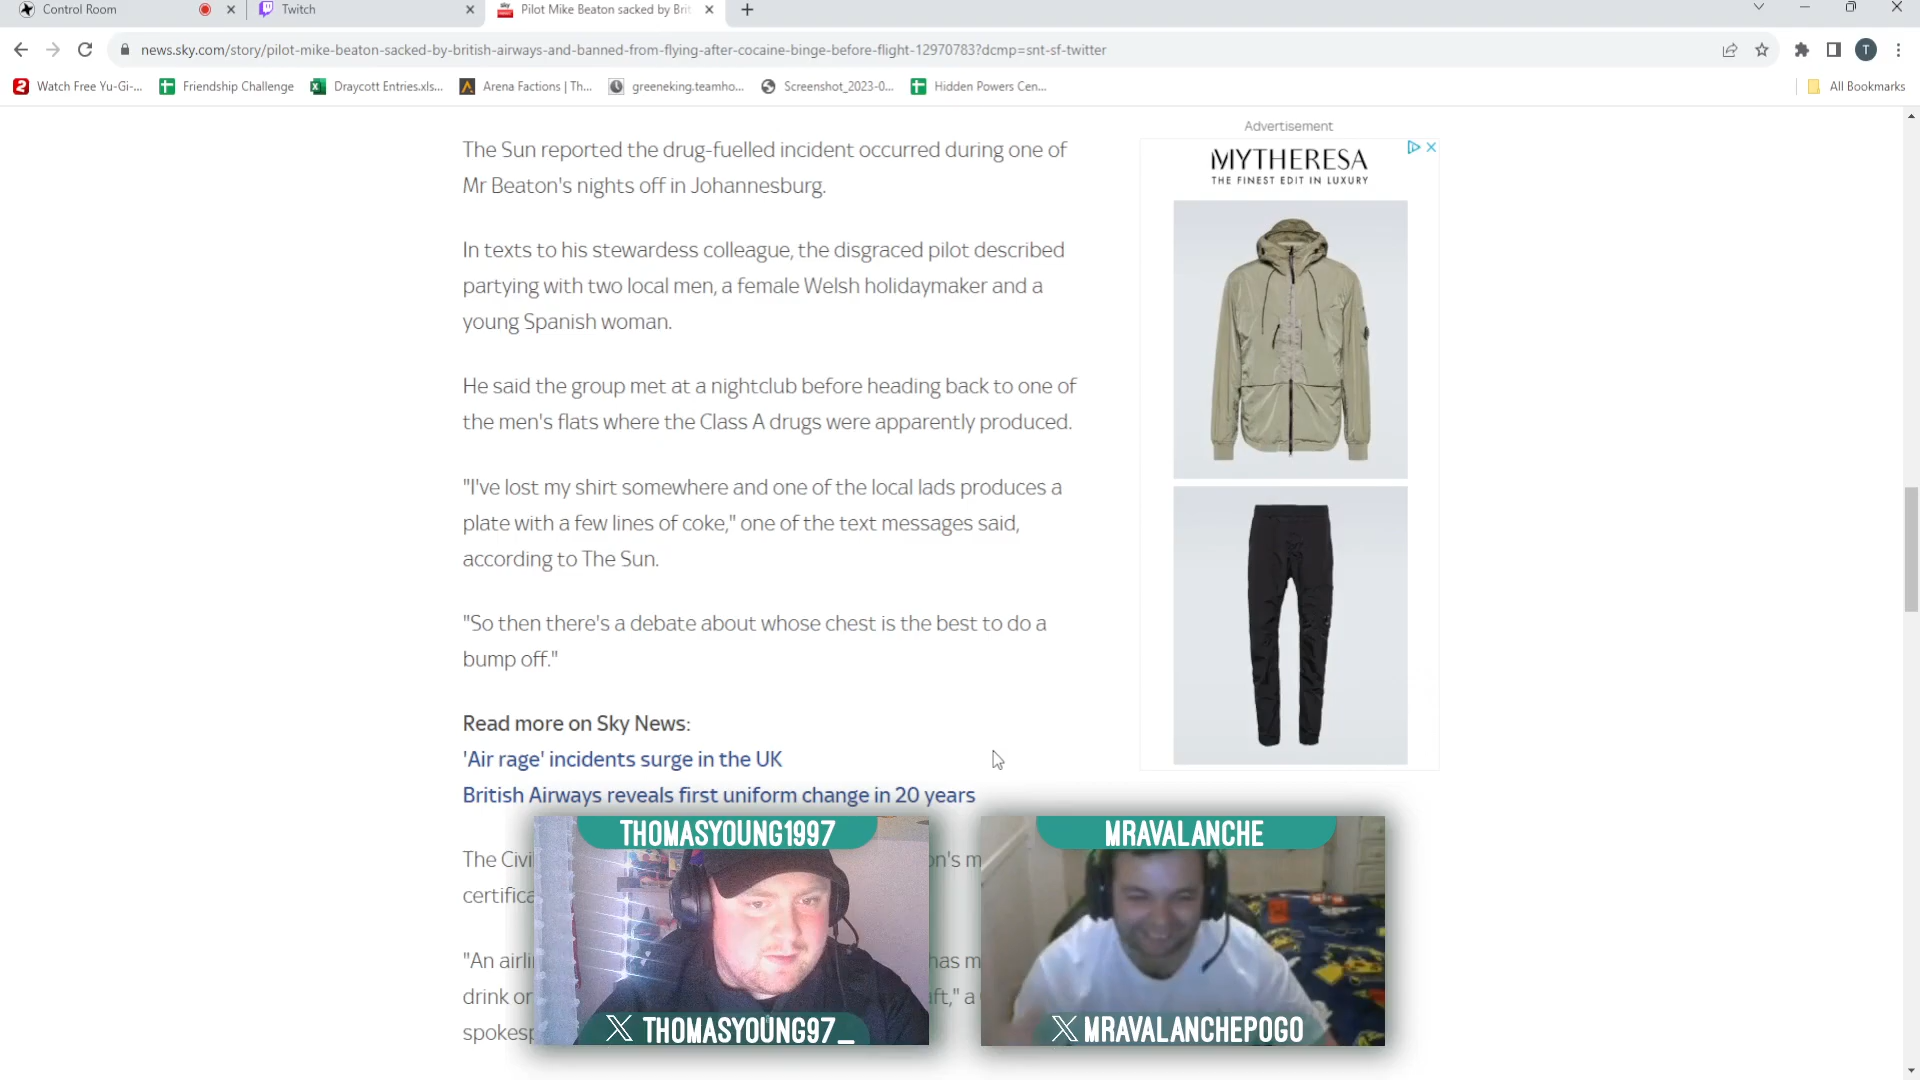 Control Room
Twitch
Pilot Mike Beaton sacked by Brit
news.sky.com/story/pilot-mike-beaton-sacked-by-british-airways-and-banned-from-flying-after-cocaine-binge-before-flight-12970783?dcmp=snt-sf-twitter
T
Watch Free Yu-Gi-...
Friendship Challenge
Draycott Entries.xls...
Arena Factions | Th...
greeneking.teamho...
Screenshot_2023-0...
Hidden Powers Cen...
All Bookmarks
The Sun reported the drug-fuelled incident occurred during one of
Mr Beaton's nights off in Johannesburg.
In texts to his stewardess colleague, the disgraced pilot described
partying with two local men, a female Welsh holidaymaker and a
young Spanish woman.
He said the group met at a nightclub before heading back to one of
the men's flats where the Class A drugs were apparently produced.
"I've lost my shirt somewhere and one of the local lads produces a
plate with a few lines of coke," one of the text messages said,
according to The Sun.
"So then there's a debate about whose chest is the best to do a
bump off."
Read more on Sky News:
'Air rage' incidents surge in the UK
British Airways reveals first uniform change in 20 years
The Civi
on's m
certifica
"An airli
has m
drink or
aft," a
spokesp
Advertisement
MYTHERESA
THE FINEST EDIT IN LUXURY
THOMASYOUNG1997
X THOMASYOUNG97_
MRAVALANCHE
X MRAVALANCHEPOGO